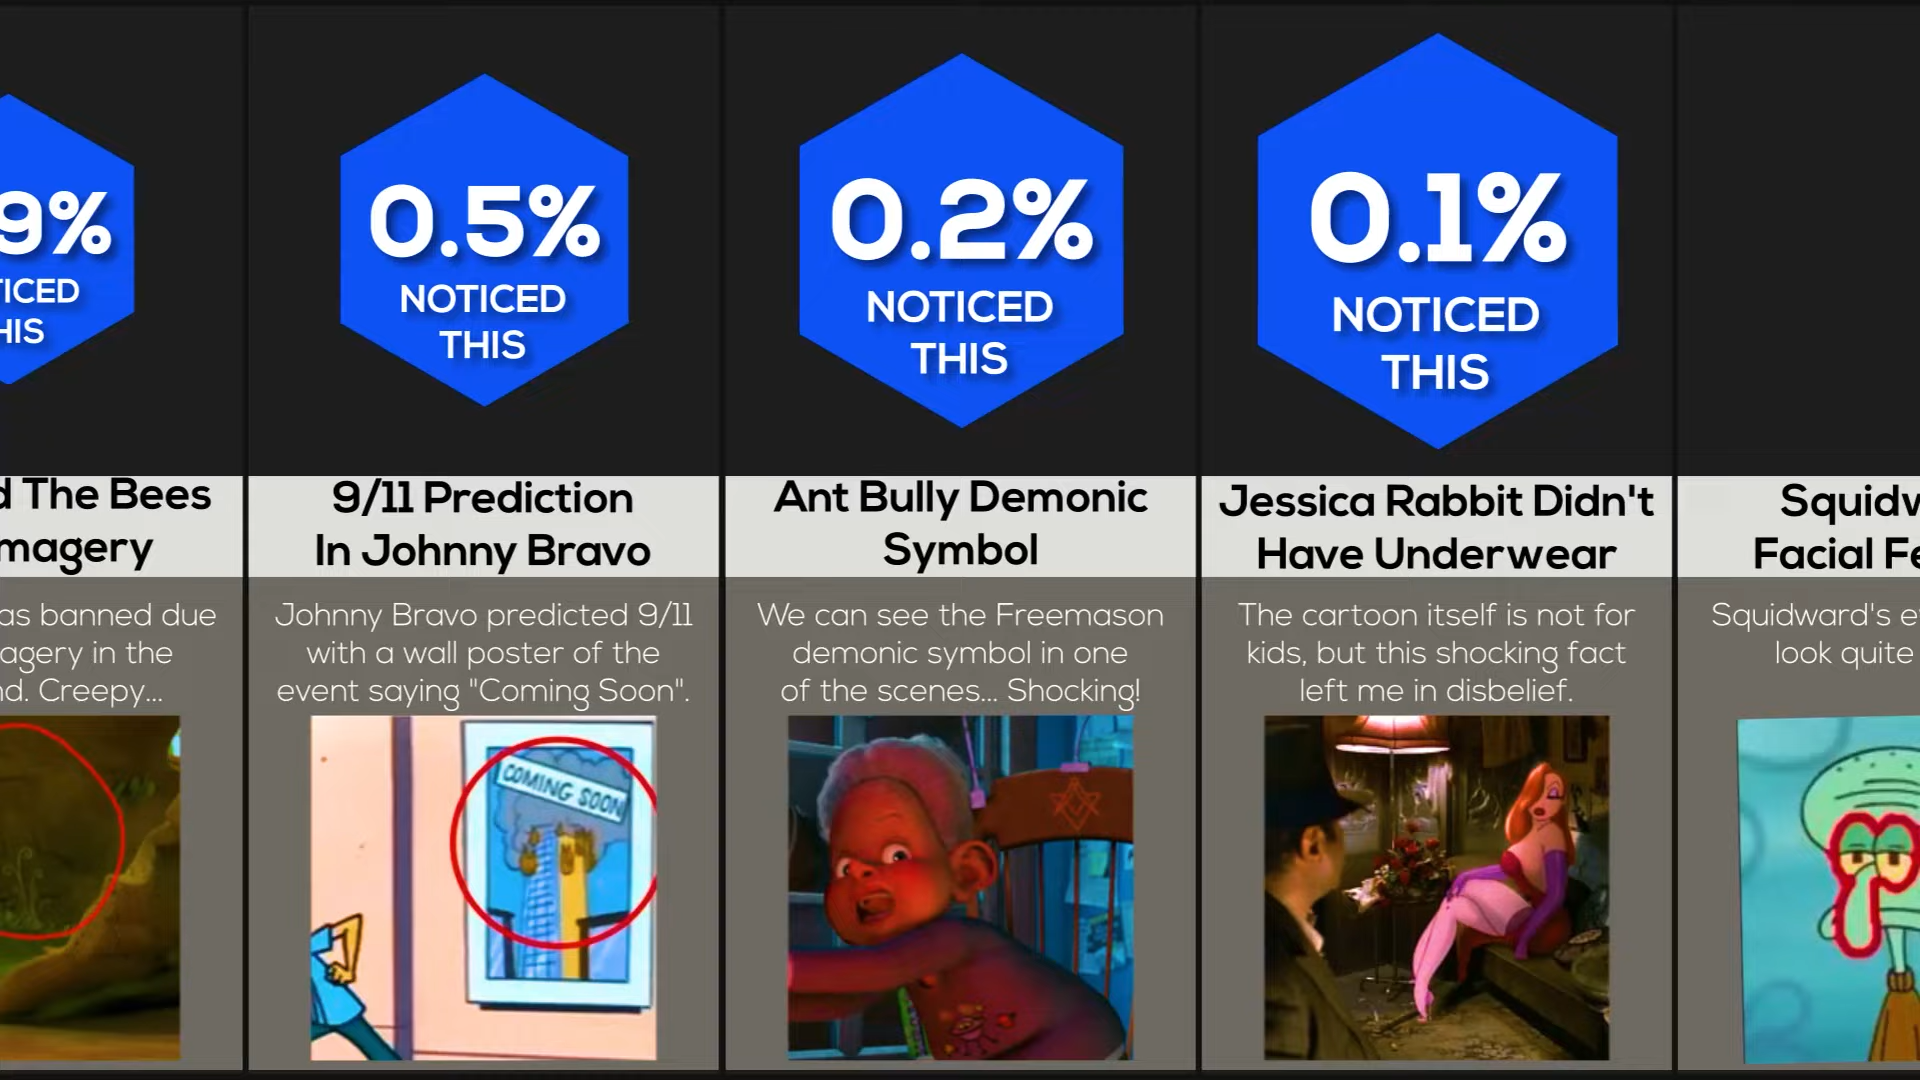 9%
TICED
HIS
d The Bees
magery
as banned due
agery in the
nd. Creepy...
0.5%
NOTICED
THIS
9/11 Prediction
In Johnny Bravo
Johnny Bravo predicted 9/11
with a wall poster of the
event saying "Coming Soon".
COMING SOON
0.2%
NOTICED
THIS
Ant Bully Demonic
Symbol
We can see the Freemason
demonic symbol in one
of the scenes... Shocking!
0.1%
NOTICED
THIS
Jessica Rabbit Didn't
Have Underwear
The cartoon itself is not for
kids, but this shocking fact
left me in disbelief.
Squidw
Facial Fe
Squidward's e
look quite